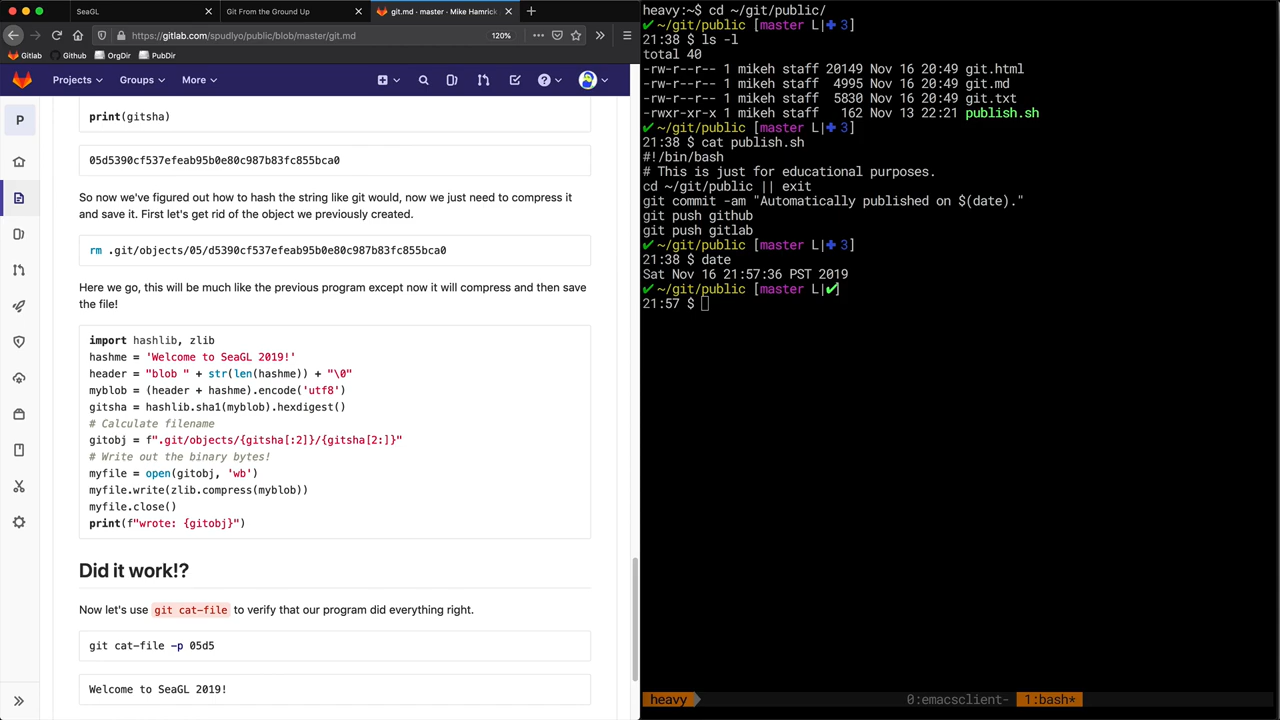 SeaGL
Git From the Ground Up
git.md · master · Mike Hamrick
https://gitlab.com/spudlyo/public/blob/master/git.md
120%
Gitlab
Github
OrgDir
PubDir
Projects
Groups
More
P
print(gitsha)
05d5390cf537efeab95b0e80c987b83fc855bca0
So now we've figured out how to hash the string like git would, now we just need to compress it
and save it. First let's get rid of the object we previously created.
rm .git/objects/05/d5390cf537efeab95b0e80c987b83fc855bca0
Here we go, this will be much like the previous program except now it will compress and then save
the file!
import hashlib, zlib
hashme = 'Welcome to SeaGL 2019!'
header = "blob " + str(len(hashme)) + "\0"
myblob = (header + hashme).encode('utf8')
gitsha = hashlib.sha1(myblob).hexdigest()
# Calculate filename
gitobj = f".git/objects/{gitsha[:2]}/{gitsha[2:]}"
# Write out the binary bytes!
myfile = open(gitobj, 'wb')
myfile.write(zlib.compress(myblob))
myfile.close()
print(f"wrote: {gitobj}")
Did it work!?
Now let's use git cat-file to verify that our program did everything right.
git cat-file -p 05d5
Welcome to SeaGL 2019!
heavy:~$ cd ~/git/public/
✔ ~/git/public [master L|✚ 3]
21:38 $ ls -l
total 40
-rw-r--r-- 1 mikeh staff 20149 Nov 16 20:49 git.html
-rw-r--r-- 1 mikeh staff  4995 Nov 16 20:49 git.md
-rw-r--r-- 1 mikeh staff  5830 Nov 16 20:49 git.txt
-rwxr-xr-x 1 mikeh staff   162 Nov 13 22:21 publish.sh
✔ ~/git/public [master L|✚ 3]
21:38 $ cat publish.sh
#!/bin/bash
# This is just for educational purposes.
cd ~/git/public || exit
git commit -am "Automatically published on $(date)."
git push github
git push gitlab
✔ ~/git/public [master L|✚ 3]
21:38 $ date
Sat Nov 16 21:57:36 PST 2019
✔ ~/git/public [master L|✔]
21:57 $
heavy
0:emacsclient-
1:bash*